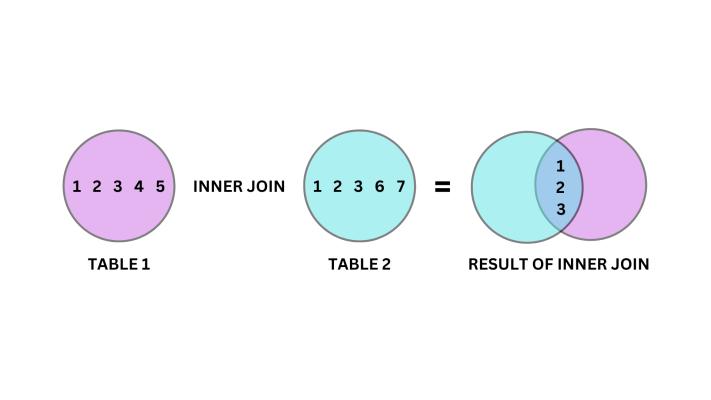 1 2 3 4 5
INNER JOIN
1 2 3 6 7
=
1
2
3
TABLE 1
TABLE 2
RESULT OF INNER JOIN